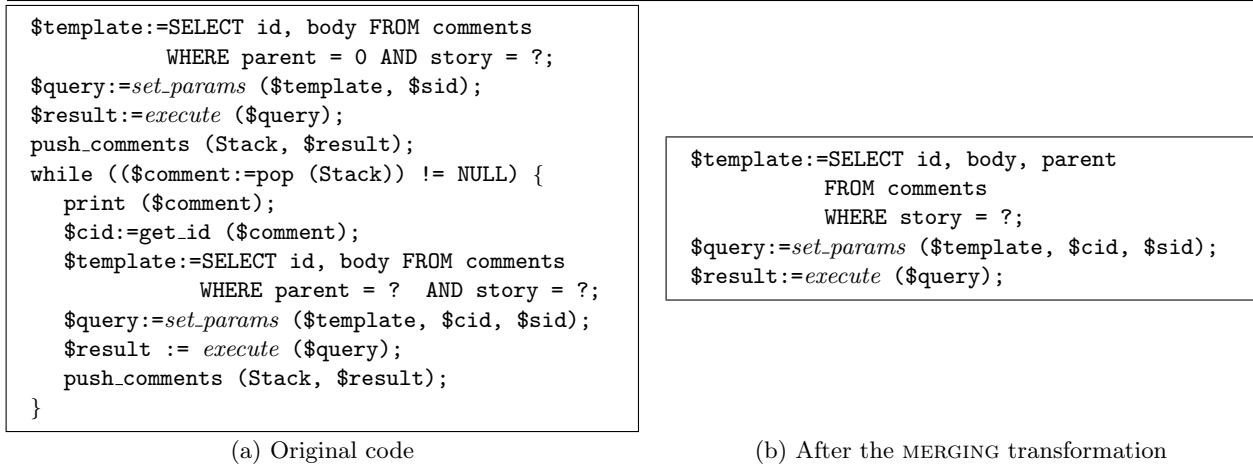 $template:=SELECT id, body FROM comments
WHERE parent = 0 AND story = ?;
$query:=set_params ($template, $sid);
$result:=execute ($query);
push_comments (Stack, $result);
while (($comment:=pop (Stack)) != NULL) {
print ($comment);
$cid:=get_id ($comment);
$template:=SELECT id, body FROM comments
WHERE parent = ? AND story = ?;
$query:=set_params ($template, $cid, $sid);
$result := execute ($query);
push_comments (Stack, $result);
}
(a) Original code
$template:=SELECT id, body, parent
FROM comments
WHERE story = ?;
$query:=set_params ($template, $cid, $sid);
$result:=execute ($query);
(b) After the MERGING transformation